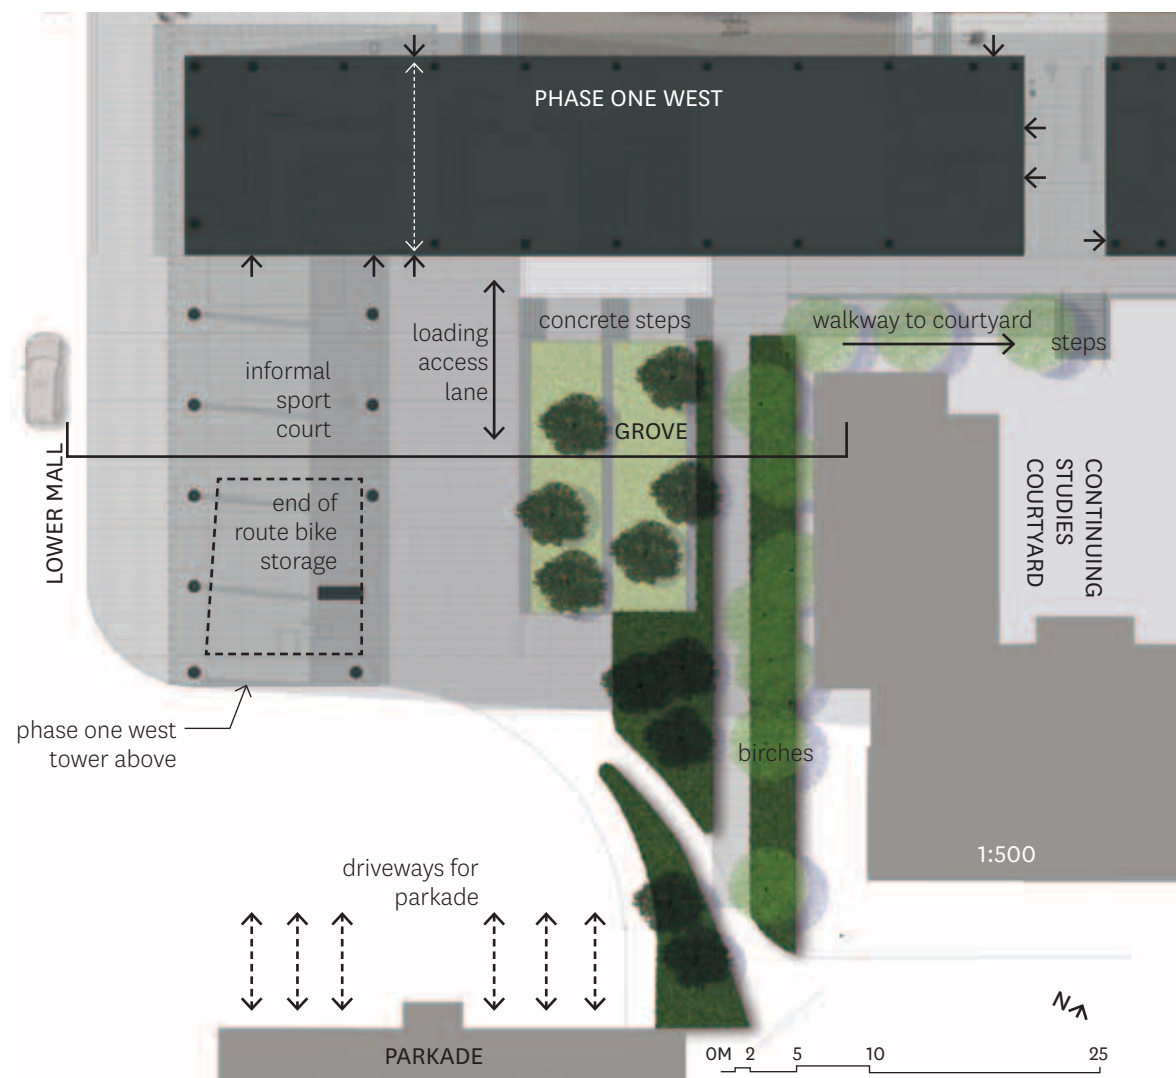 PHASE ONE WEST
loading
access
lane
concrete steps
walkway to courtyard
steps
informal
sport
court
GROVE
LOWER MALL
end of
route bike
storage
CONTINUING
STUDIES
COURTYARD
phase one west
tower above
birches
1:500
driveways for
parkade
N
PARKADE
0M 2 5 10 25